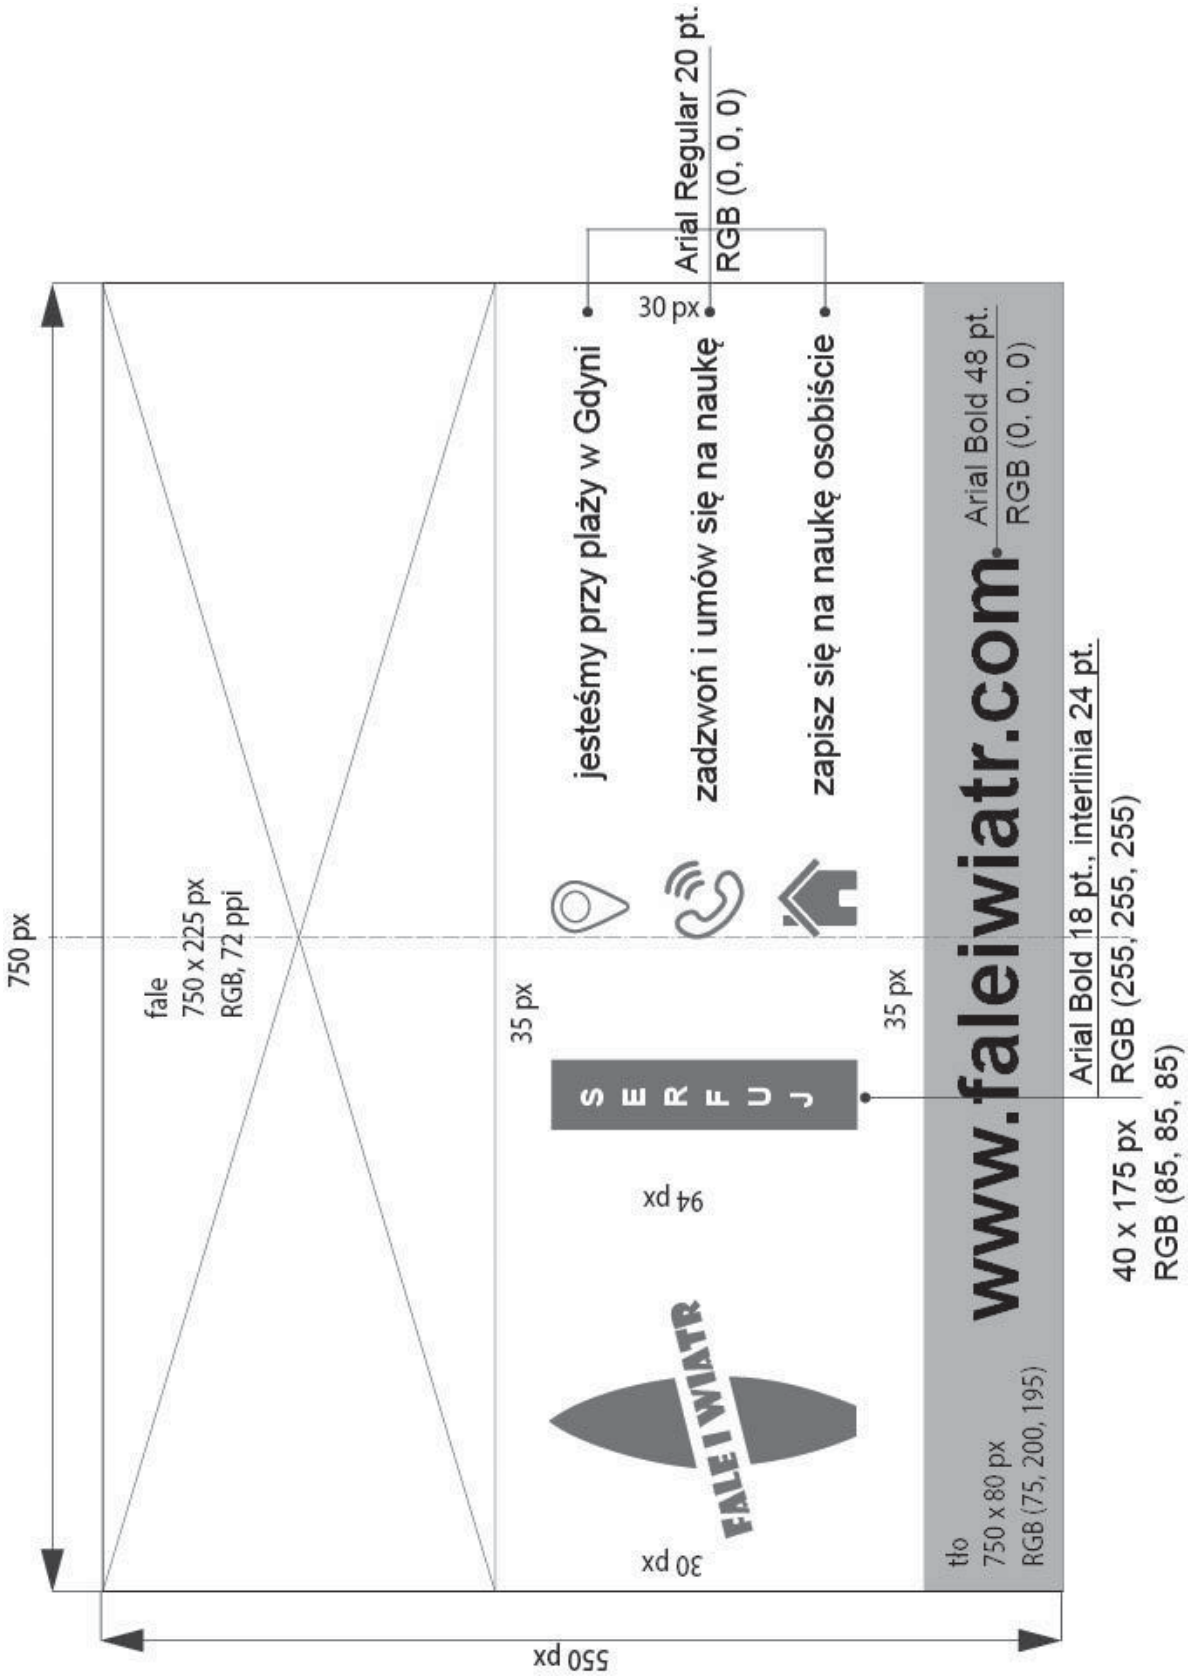 750 px
550 px
fale
750 x 225 px
RGB, 72 ppi
35 px
30 px
FALE I WIATR
94 px
S
E
R
F
U
J
jesteśmy przy plaży w Gdyni
zadzwoń i umów się na naukę
zapisz się na naukę osobiście
30 px
Arial Regular 20 pt.
RGB (0, 0, 0)
35 px
tło
750 x 80 px
RGB (75, 200, 195)
www.faleiwiatr.com
Arial Bold 48 pt.
RGB (0, 0, 0)
Arial Bold 18 pt., interlinia 24 pt.
RGB (255, 255, 255)
40 x 175 px
RGB (85, 85, 85)